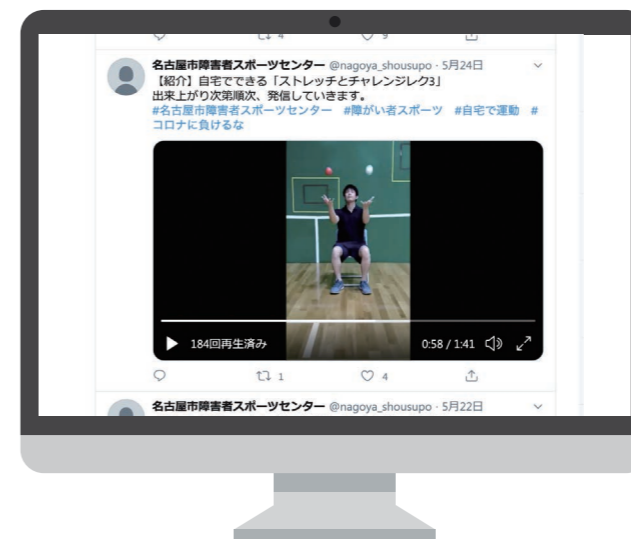 4 9
名古屋市障害者スポーツセンター @nagoya_shousupo · 5月24日
【紹介】自宅でできる「ストレッチとチャレンジレク3」
出来上がり次第順次、発信していきます。
#名古屋市障害者スポーツセンター #障がい者スポーツ #自宅で運動 #
コロナに負けるな
184回再生済み 0:58 / 1:41
1 4
名古屋市障害者スポーツセンター @nagoya_shousupo · 5月22日